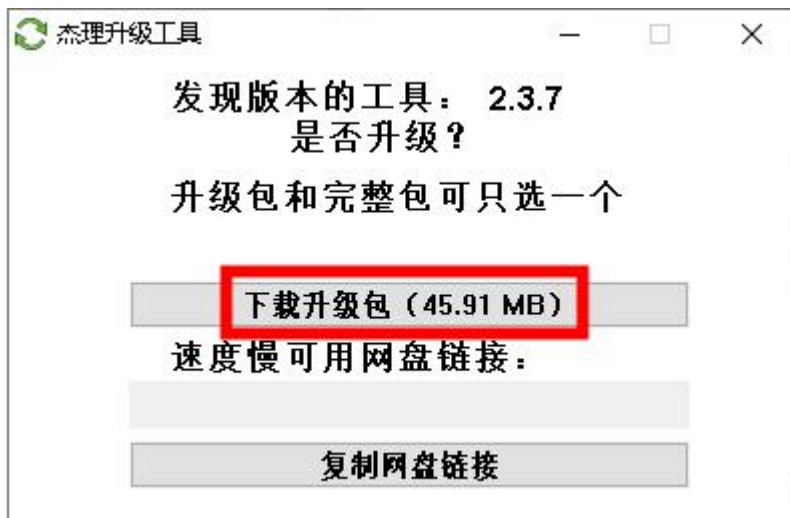 杰理升级工具
发现版本的工具： 2.3.7
是否升级？
升级包和完整包可只选一个
下载升级包（45.91 MB）
速度慢可用网盘链接：
复制网盘链接